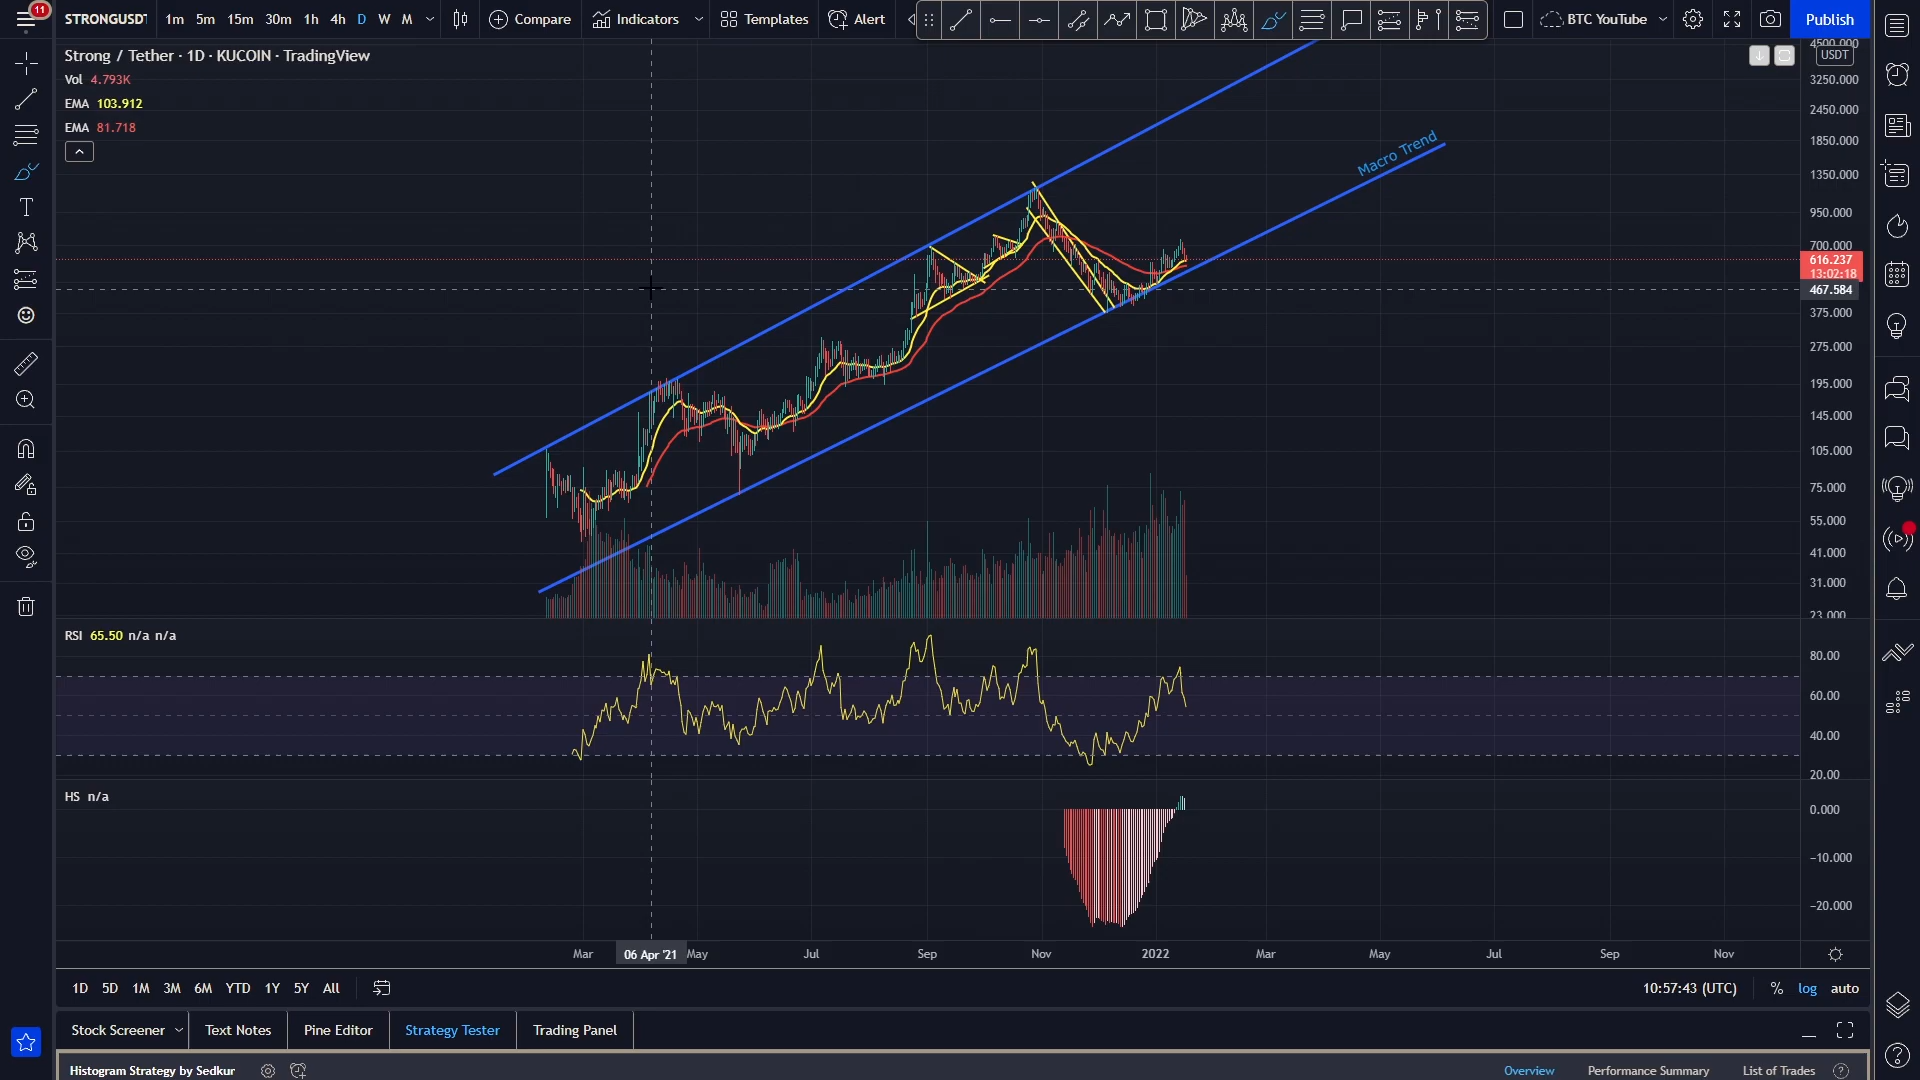 11
STRONGUSDT 1m 5m 15m 30m 1h 4h D W M Compare Indicators Templates Alert BTC YouTube Publish
Strong / Tether · 1D · KUCOIN · TradingView
Vol 4.793K
EMA 103.912
EMA 81.718
Macro Trend
4500.000
USDT
3250.000
2450.000
1850.000
1350.000
950.000
700.000
616.237
13:02:18
467.584
375.000
275.000
195.000
145.000
105.000
75.000
55.000
41.000
31.000
23.000
RSI 65.50 n/a n/a
80.00
60.00
40.00
20.00
HS n/a
0.000
−10.000
−20.000
Mar 06 Apr '21 May Jul Sep Nov 2022 Mar May Jul Sep Nov
1D 5D 1M 3M 6M YTD 1Y 5Y All 10:57:43 (UTC) % log auto
Stock Screener Text Notes Pine Editor Strategy Tester Trading Panel
Histogram Strategy by Sedkur Overview Performance Summary List of Trades